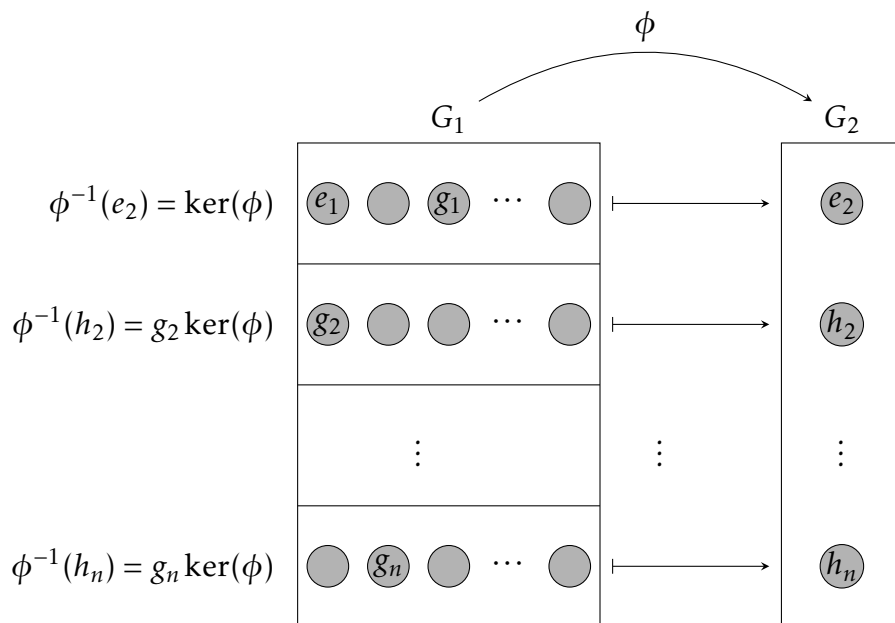 ϕ
G₁ G₂
ϕ⁻¹(e₂) = ker(ϕ) e₁ g₁ ⋯ e₂
ϕ⁻¹(h₂) = g₂ ker(ϕ) g₂ ⋯ h₂
⋮ ⋮ ⋮
ϕ⁻¹(hₙ) = gₙ ker(ϕ) gₙ ⋯ hₙ